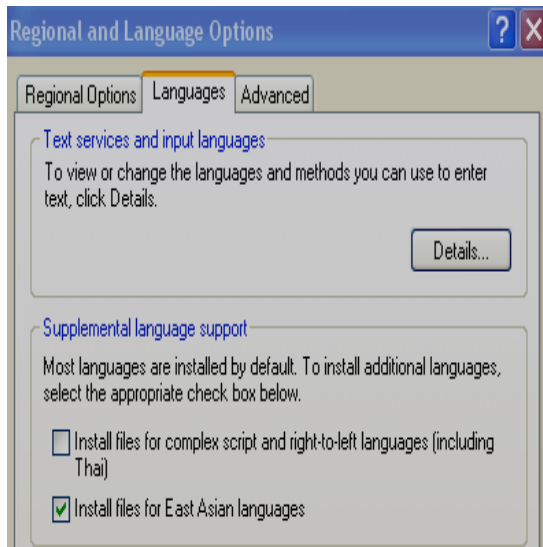 Regional and Language Options
Regional Options
Languages
Advanced
Text services and input languages
To view or change the languages and methods you can use to enter
text, click Details.
Details...
Supplemental language support
Most languages are installed by default. To install additional languages,
select the appropriate check box below.
Install files for complex script and right-to-left languages (including
Thai)
Install files for East Asian languages